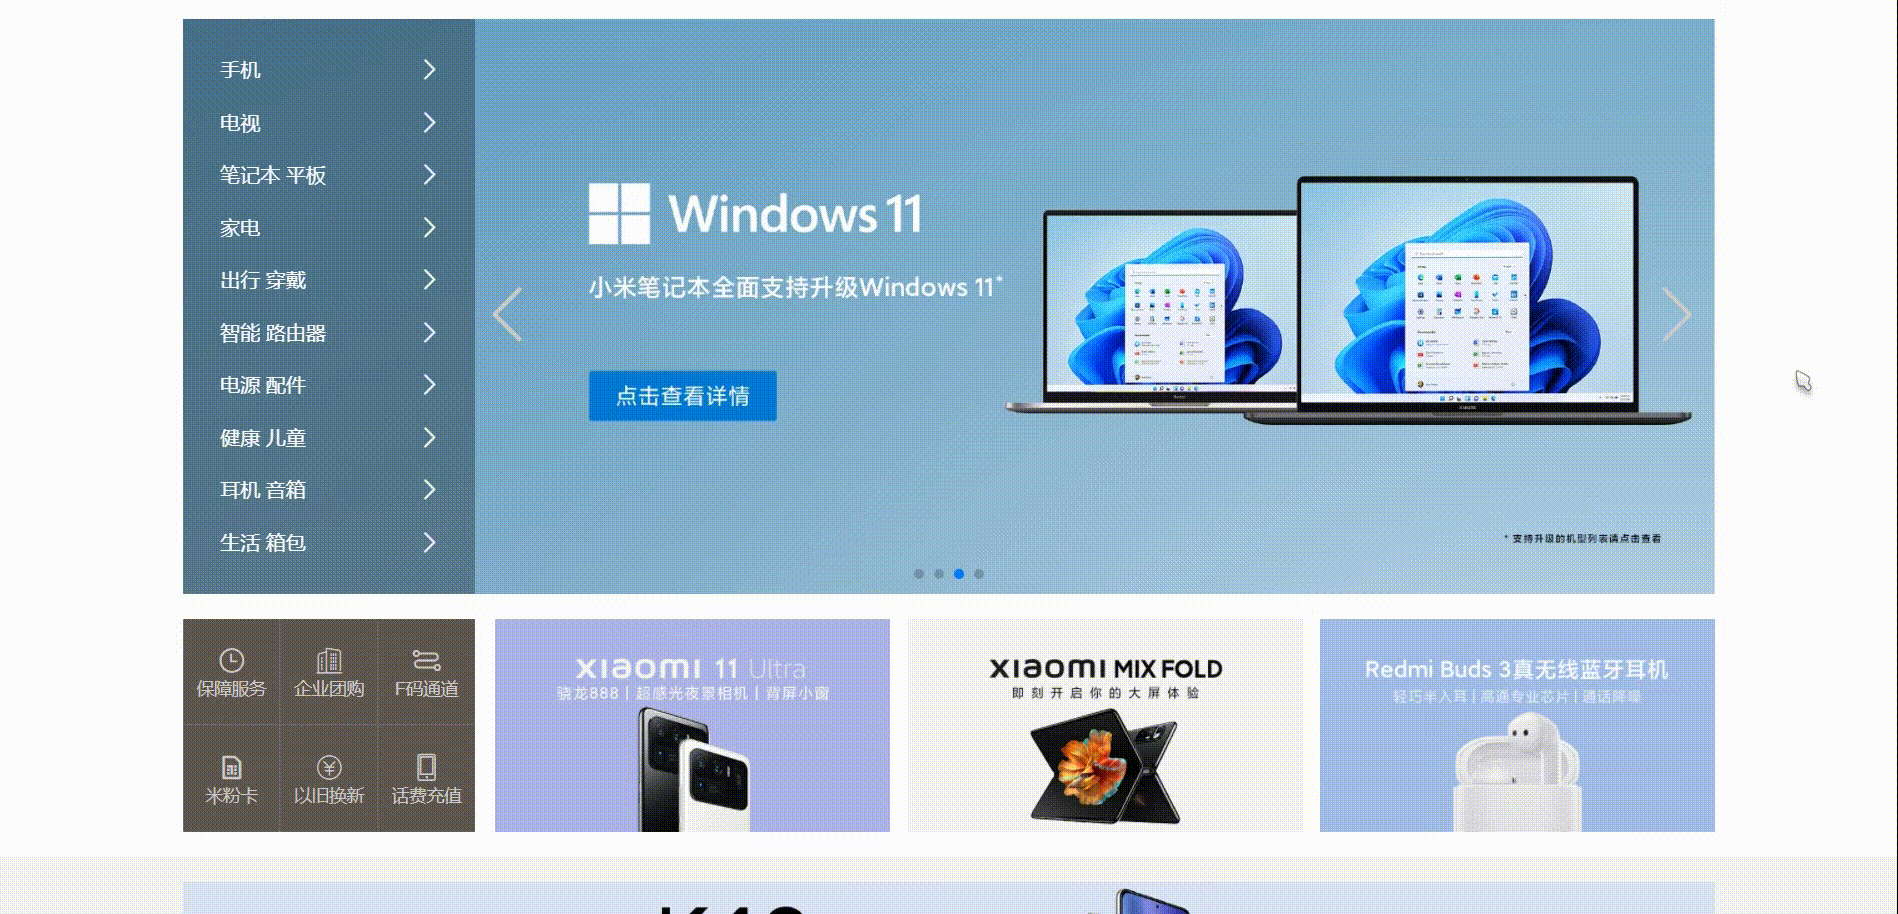 手机
电视
笔记本 平板
家电
出行 穿戴
智能 路由器
电源 配件
健康 儿童
耳机 音箱
生活 箱包
Windows 11
小米笔记本全面支持升级Windows 11*
点击查看详情
* 支持升级的机型列表请点击查看
保障服务
企业团购
F码通道
米粉卡
以旧换新
话费充值
xiaomi 11 Ultra
骁龙888 | 超感光夜景相机 | 背屏小窗
xiaomi MIX FOLD
即刻开启你的大屏体验
Redmi Buds 3真无线蓝牙耳机
轻巧半入耳 | 高通专业芯片 | 通话降噪